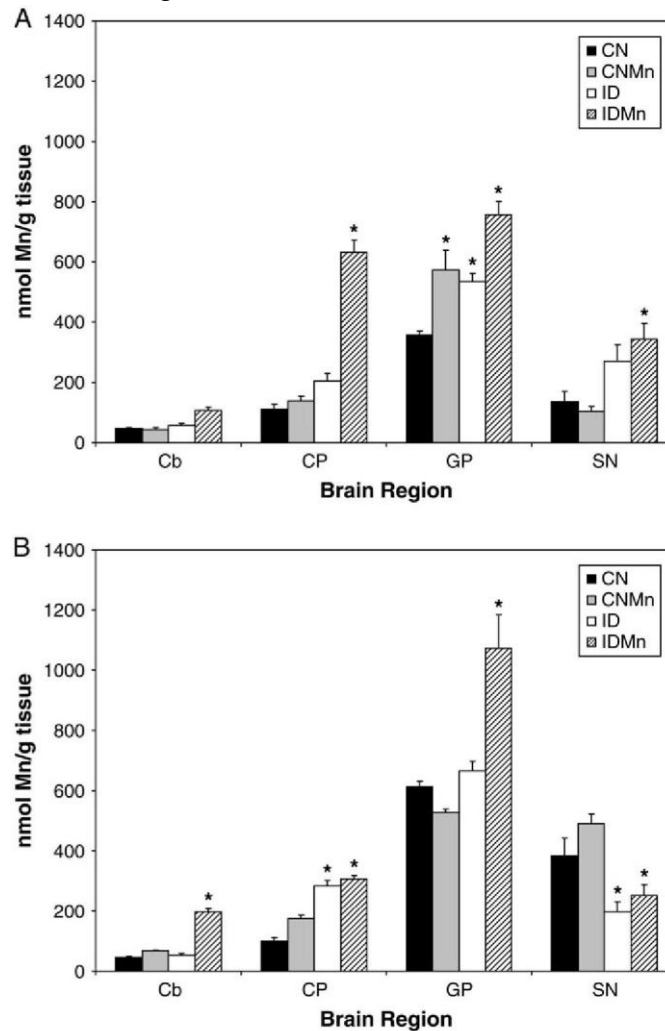 A
1400
1200
1000
800
600
400
200
0
nmol Mn/g tissue
CN
CNMn
ID
IDMn
*
*
*
*
*
Cb CP GP SN
Brain Region
B
1400
1200
1000
800
600
400
200
0
nmol Mn/g tissue
CN
CNMn
ID
IDMn
*
*
*
*
*
*
Cb CP GP SN
Brain Region